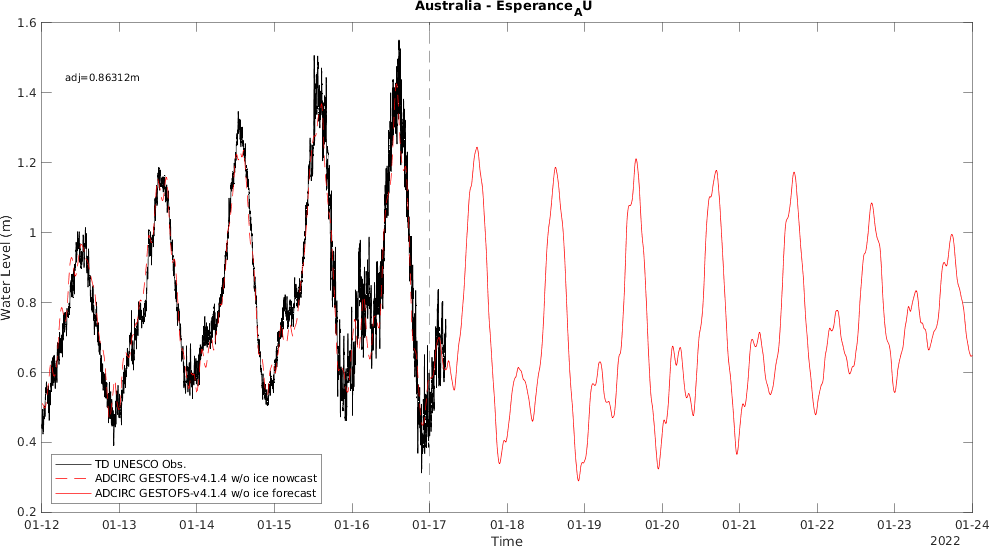 Australia - Esperance_AU
1.6
1.4
1.2
1
0.8
0.6
0.4
0.2
Water Level (m)
adj=0.86312m
TD UNESCO Obs.
ADCIRC GESTOFS-v4.1.4 w/o ice nowcast
ADCIRC GESTOFS-v4.1.4 w/o ice forecast
01-12 01-13 01-14 01-15 01-16 01-17 01-18 01-19 01-20 01-21 01-22 01-23 01-24
Time
2022